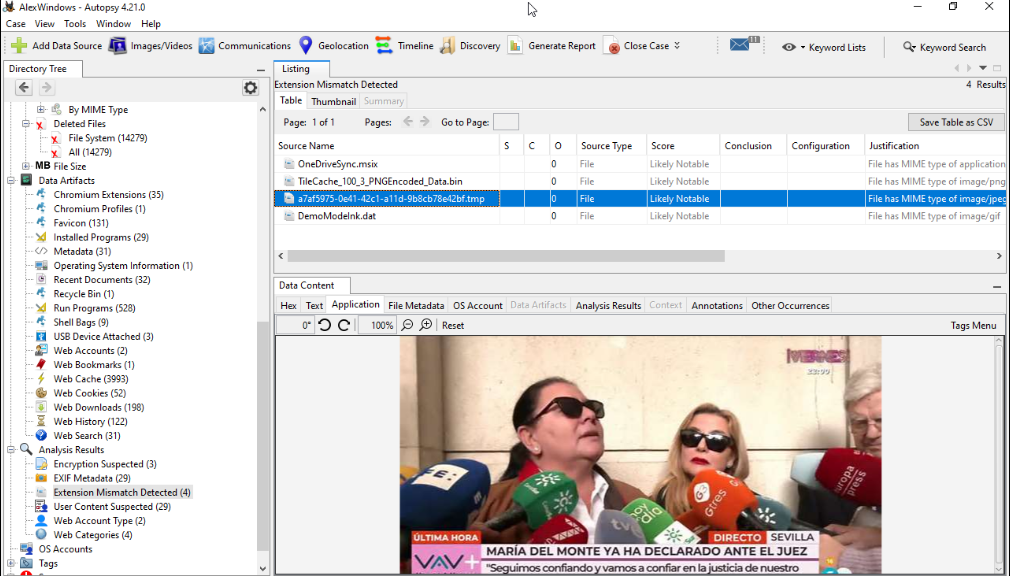 AlexWindows - Autopsy 4.21.0
Case View Tools Window Help
Add Data Source Images/Videos Communications Geolocation Timeline Discovery Generate Report Close Case 11 Keyword Lists Keyword Search
Directory Tree
By MIME Type
Deleted Files
File System (14279)
All (14279)
MB File Size
Data Artifacts
Chromium Extensions (35)
Chromium Profiles (1)
Favicon (131)
Installed Programs (29)
Metadata (31)
Operating System Information (1)
Recent Documents (32)
Recycle Bin (1)
Run Programs (528)
Shell Bags (9)
USB Device Attached (3)
Web Accounts (2)
Web Bookmarks (1)
Web Cache (3993)
Web Cookies (52)
Web Downloads (198)
Web History (122)
Web Search (31)
Analysis Results
Encryption Suspected (3)
EXIF Metadata (29)
Extension Mismatch Detected (4)
User Content Suspected (29)
Web Account Type (2)
Web Categories (4)
OS Accounts
Tags
Listing
Extension Mismatch Detected
4 Results
Table Thumbnail Summary
Page: 1 of 1 Pages: Go to Page: Save Table as CSV
Source Name S C O Source Type Score Conclusion Configuration Justification
OneDriveSync.msix 0 File Likely Notable File has MIME type of application
TileCache_100_3_PNGEncoded_Data.bin 0 File Likely Notable File has MIME type of image/png
a7af5975-0e41-42c1-a11d-9b8cb78e42bf.tmp 0 File Likely Notable File has MIME type of image/jpeg
DemoModeInk.dat 0 File Likely Notable File has MIME type of image/gif
Data Content
Hex Text Application File Metadata OS Account Data Artifacts Analysis Results Context Annotations Other Occurrences
0° 100% Reset Tags Menu
VIERNES
FE:
europa press
G3 Gtres
hoy día
tve
ÚLTIMA HORA
DIRECTO SEVILLA
VAV+
MARÍA DEL MONTE YA HA DECLARADO ANTE EL JUEZ
"Seguimos confiando y vamos a confiar en la justicia de nuestro